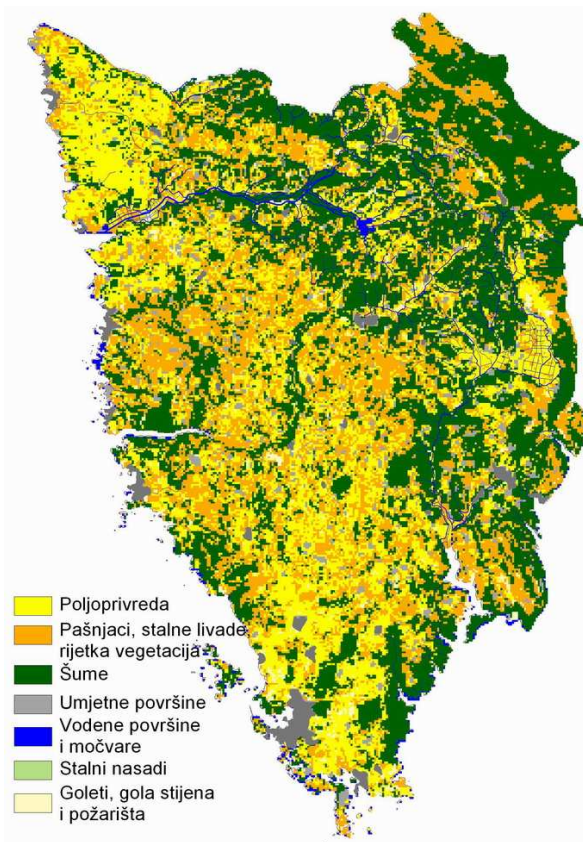 Poljoprivreda
Pašnjaci, stalne livade
rijetka vegetacija
Šume
Umjetne površine
Vodene površine
i močvare
Stalni nasadi
Goleti, gola stijena
i požarišta